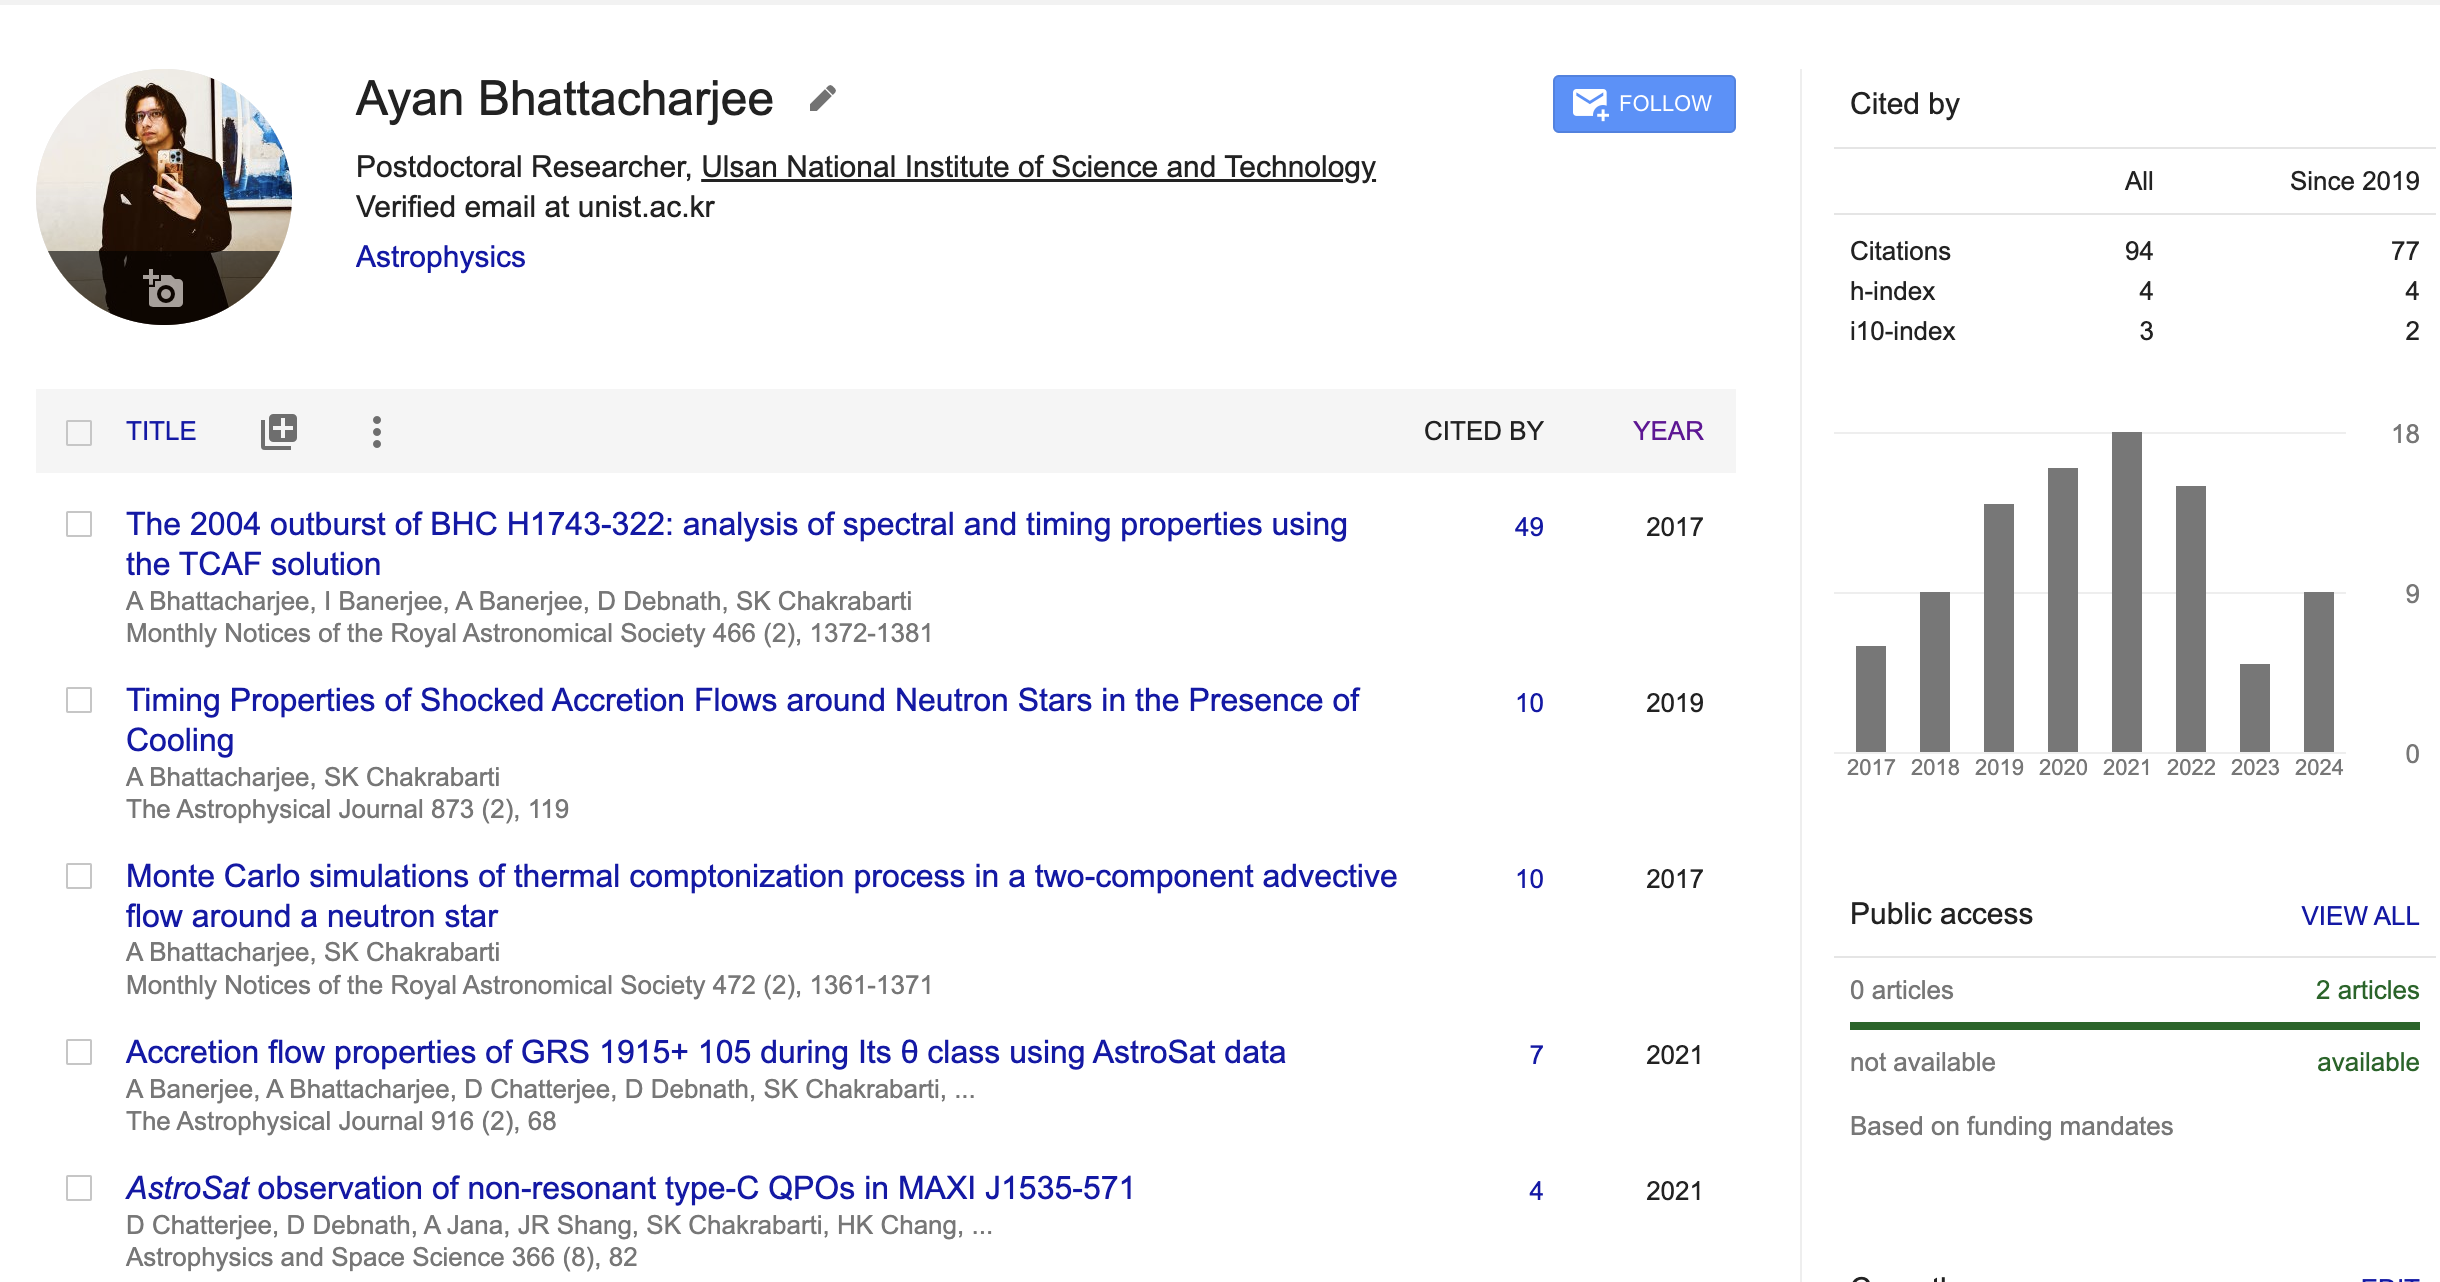 Ayan Bhattacharjee
FOLLOW
Postdoctoral Researcher, Ulsan National Institute of Science and Technology
Verified email at unist.ac.kr
Astrophysics
TITLE CITED BY YEAR
The 2004 outburst of BHC H1743-322: analysis of spectral and timing properties using 49 2017
the TCAF solution
A Bhattacharjee, I Banerjee, A Banerjee, D Debnath, SK Chakrabarti
Monthly Notices of the Royal Astronomical Society 466 (2), 1372-1381
Timing Properties of Shocked Accretion Flows around Neutron Stars in the Presence of 10 2019
Cooling
A Bhattacharjee, SK Chakrabarti
The Astrophysical Journal 873 (2), 119
Monte Carlo simulations of thermal comptonization process in a two-component advective 10 2017
flow around a neutron star
A Bhattacharjee, SK Chakrabarti
Monthly Notices of the Royal Astronomical Society 472 (2), 1361-1371
Accretion flow properties of GRS 1915+ 105 during Its θ class using AstroSat data 7 2021
A Banerjee, A Bhattacharjee, D Chatterjee, D Debnath, SK Chakrabarti, ...
The Astrophysical Journal 916 (2), 68
AstroSat observation of non-resonant type-C QPOs in MAXI J1535-571 4 2021
D Chatterjee, D Debnath, A Jana, JR Shang, SK Chakrabarti, HK Chang, ...
Astrophysics and Space Science 366 (8), 82
Cited by
All Since 2019
Citations 94 77
h-index 4 4
i10-index 3 2
18
9
0
2017 2018 2019 2020 2021 2022 2023 2024
Public access VIEW ALL
0 articles 2 articles
not available available
Based on funding mandates